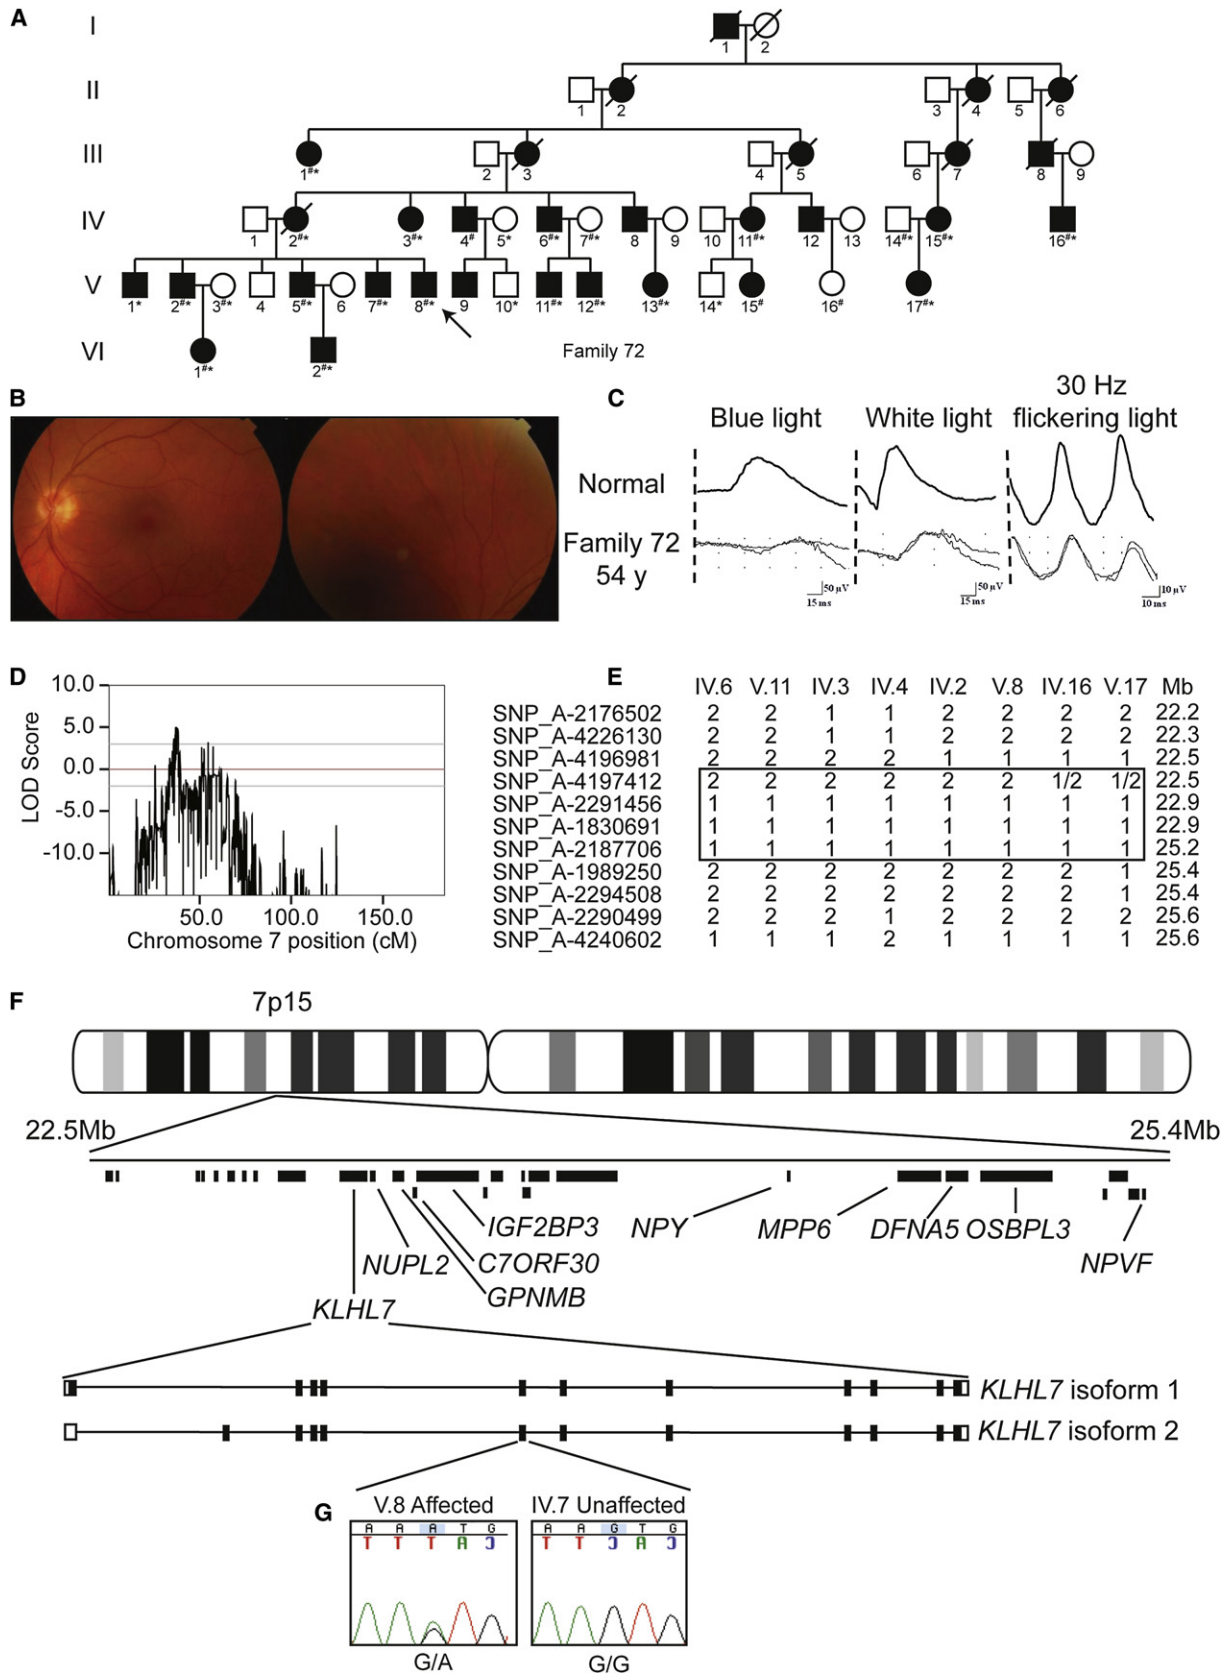 A
I
1 2
II
1 2 3 4 5 6
III
1#* 2 3 4 5 6 7 8 9
IV
1 2#* 3#* 4# 5* 6#* 7#* 8 9 10 11#* 12 13 14#* 15#* 16#*
V
1* 2#* 3#* 4 5#* 6 7#* 8#* 9 10* 11#* 12#* 13#* 14* 15# 16# 17#*
VI
1#* 2#*
Family 72
B
C
Blue light
White light
30 Hz
flickering light
Normal
Family 72
54 y
50 µV
15 ms
50 µV
15 ms
10 µV
10 ms
D
LOD Score
10.0
5.0
0.0
-5.0
-10.0
50.0 100.0 150.0
Chromosome 7 position (cM)
E
IV.6 V.11 IV.3 IV.4 IV.2 V.8 IV.16 V.17 Mb
SNP_A-2176502 2 2 1 1 2 2 2 2 22.2
SNP_A-4226130 2 2 1 1 2 2 2 2 22.3
SNP_A-4196981 2 2 2 2 1 1 1 1 22.5
SNP_A-4197412 2 2 2 2 2 2 1/2 1/2 22.5
SNP_A-2291456 1 1 1 1 1 1 1 1 22.9
SNP_A-1830691 1 1 1 1 1 1 1 1 22.9
SNP_A-2187706 1 1 1 1 1 1 1 1 25.2
SNP_A-1989250 2 2 2 2 2 2 2 1 25.4
SNP_A-2294508 2 2 2 2 2 2 2 1 25.4
SNP_A-2290499 2 2 2 1 2 2 2 2 25.6
SNP_A-4240602 1 1 1 2 1 1 1 1 25.6
F
7p15
22.5Mb
25.4Mb
IGF2BP3
NPY
MPP6
DFNA5
OSBPL3
NUPL2
C7ORF30
NPVF
GPNMB
KLHL7
KLHL7 isoform 1
KLHL7 isoform 2
G
V.8 Affected
IV.7 Unaffected
A A A T G
T T T A C
A A G T G
T T C A C
G/A
G/G